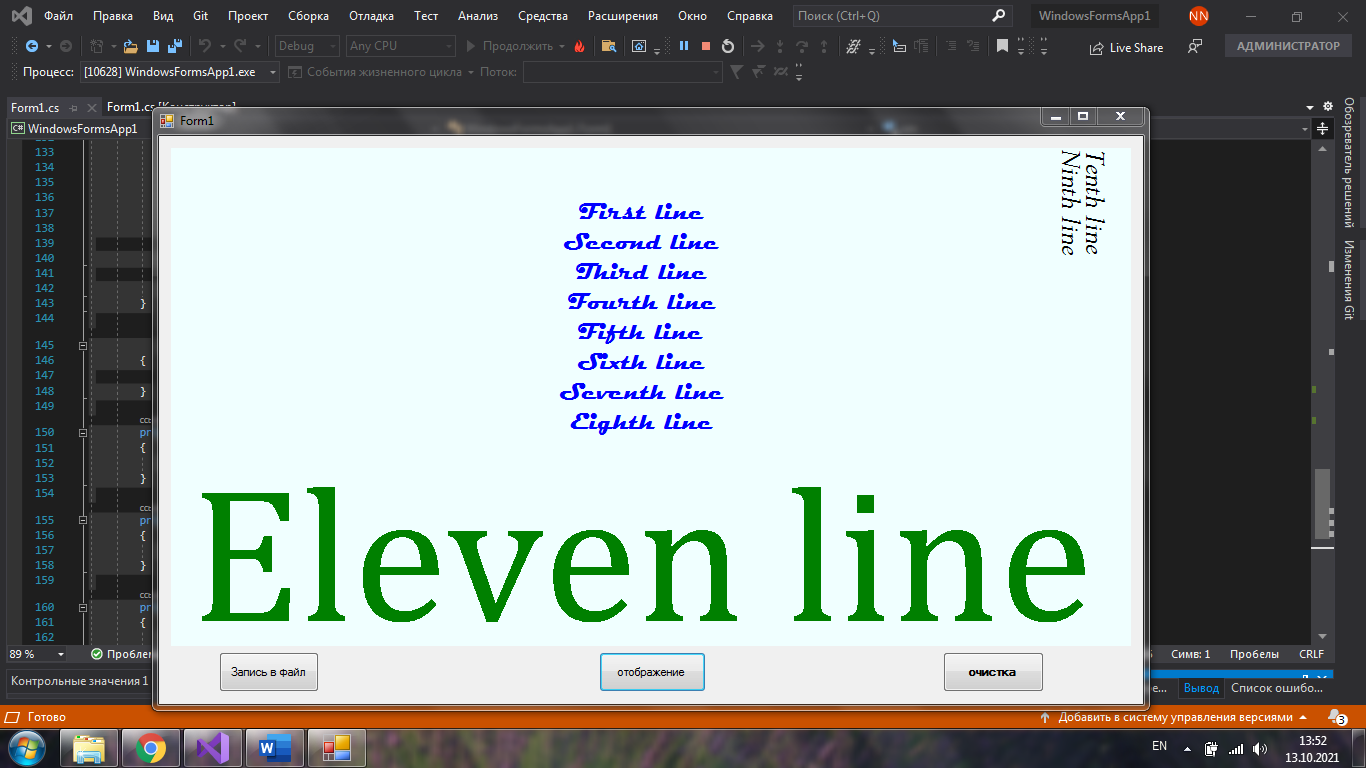 Файл Правка Вид Git Проект Сборка Отладка Тест Анализ Средства Расширения Окно Справка Поиск (Ctrl+Q) WindowsFormsApp1 NN
Debug Any CPU Продолжить Live Share АДМИНИСТРАТОР
Процесс: [10628] WindowsFormsApp1.exe События жизненного цикла Поток:
Form1.cs Form1.cs [Конструктор]
WindowsFormsApp1
Form1
133
134
135
136
137
138
139
140
141
142
143 }
144
145
146 {
147
148 }
149
150
151 {
152
153 }
154
155
156 {
157
158 }
159
160
161 {
162
First line
Second line
Third line
Fourth line
Fifth line
Sixth line
Seventh line
Eighth line
Tenth line
Ninth line
Eleven line
Запись в файл отображение очистка
Обозреватель решений
Изменения Git
89 % Симв: 1 Пробелы CRLF
Контрольные значения 1 Вывод Список ошибо...
Готово Добавить в систему управления версиями 3
EN 13:52
13.10.2021